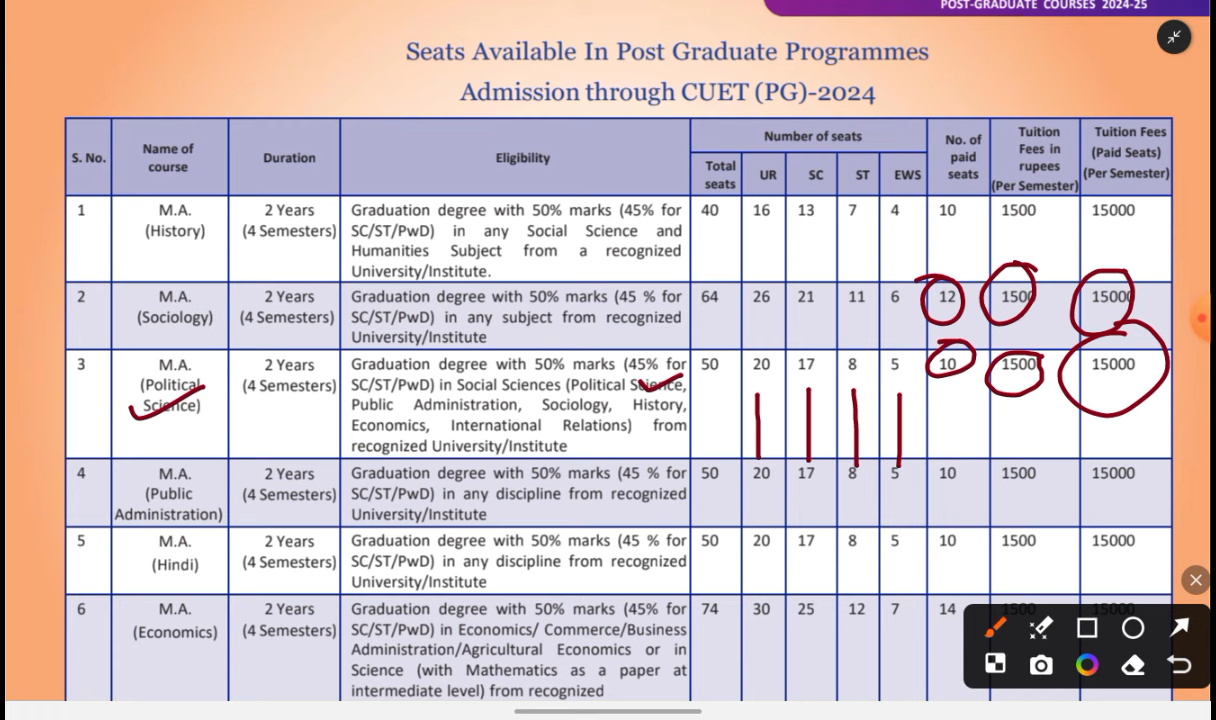 POST-GRADUATE COURSES 2024-25
Seats Available In Post Graduate Programmes
Admission through CUET (PG)-2024
S. No.
Name of
course
Duration
Eligibility
Number of seats
Total
seats
UR
SC
ST
EWS
No. of
paid
seats
Tuition
Fees in
rupees
(Per Semester)
Tuition Fees
(Paid Seats)
(Per Semester)
1
M.A.
(History)
2 Years
(4 Semesters)
Graduation degree with 50% marks (45% for
SC/ST/PwD) in any Social Science and
Humanities Subject from a recognized
University/Institute.
40
16
13
7
4
10
1500
15000
2
M.A.
(Sociology)
2 Years
(4 Semesters)
Graduation degree with 50% marks (45 % for
SC/ST/PwD) in any subject from recognized
University/Institute
64
26
21
11
6
12
1500
15000
3
M.A.
(Political
Science)
2 Years
(4 Semesters)
Graduation degree with 50% marks (45% for
SC/ST/PwD) in Social Sciences (Political Science,
Public Administration, Sociology, History,
Economics, International Relations) from
recognized University/Institute
50
20
17
8
5
10
1500
15000
4
M.A.
(Public
Administration)
2 Years
(4 Semesters)
Graduation degree with 50% marks (45 % for
SC/ST/PwD) in any discipline from recognized
University/Institute
50
20
17
8
5
10
1500
15000
5
M.A.
(Hindi)
2 Years
(4 Semesters)
Graduation degree with 50% marks (45 % for
SC/ST/PwD) in any discipline from recognized
University/Institute
50
20
17
8
5
10
1500
15000
6
M.A.
(Economics)
2 Years
(4 Semesters)
Graduation degree with 50% marks (45% for
SC/ST/PwD) in Economics/ Commerce/Business
Administration/Agricultural Economics or in
Science (with Mathematics as a paper at
intermediate level) from recognized
74
30
25
12
7
14
1500
15000